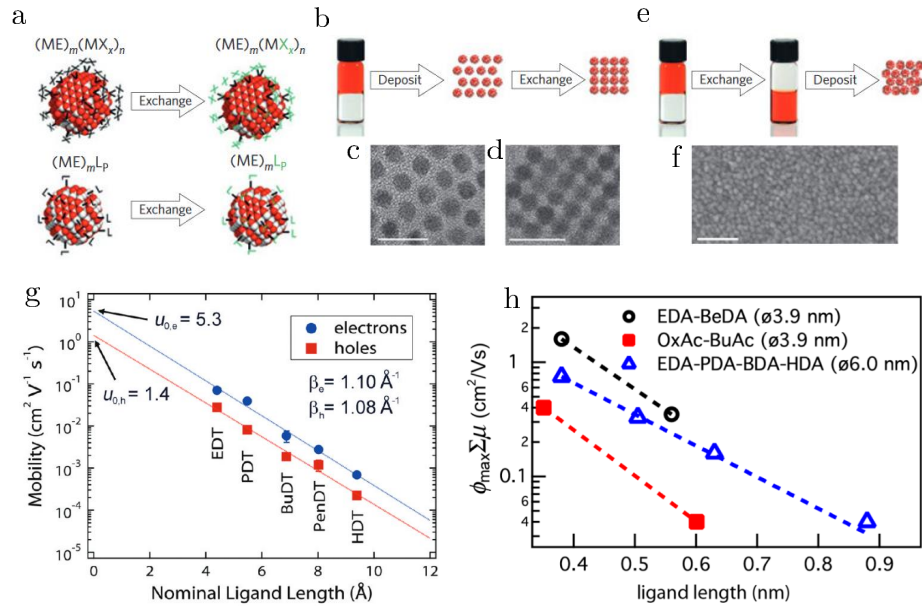 a
(ME)m(MXx)n
(ME)m(MXx)n
Exchange
(ME)mLp
(ME)mLp
Exchange
L
b
Deposit
Exchange
c
d
e
Exchange
Deposit
f
g
Mobility (cm² V⁻¹ s⁻¹)
10¹
10⁰
10⁻¹
10⁻²
10⁻³
10⁻⁴
10⁻⁵
u0,e = 5.3
u0,h = 1.4
electrons
holes
βe = 1.10 Å⁻¹
βh = 1.08 Å⁻¹
EDT
PDT
BuDT
PenDT
HDT
0 2 4 6 8 10 12
Nominal Ligand Length (Å)
h
ϕmaxΣμ (cm²/Vs)
2
1
8
6
4
2
0.1
8
6
4
EDA-BeDA (ø3.9 nm)
OxAc-BuAc (ø3.9 nm)
EDA-PDA-BDA-HDA (ø6.0 nm)
0.4 0.5 0.6 0.7 0.8 0.9
ligand length (nm)